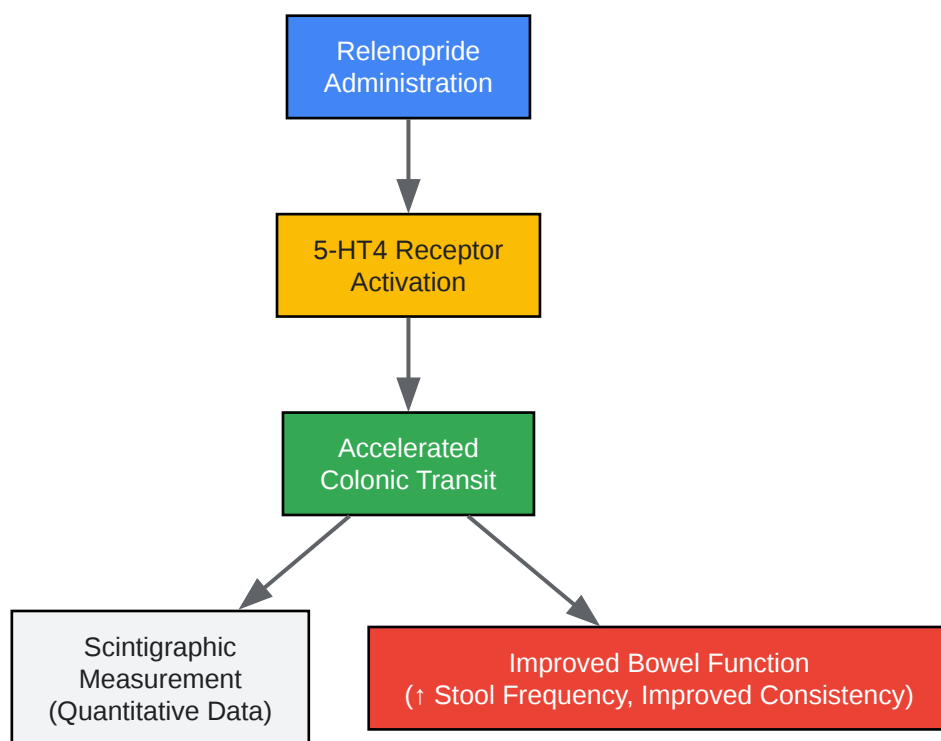 Relenopride
Administration
5-HT4 Receptor
Activation
Accelerated
Colonic Transit
Scintigraphic
Measurement
(Quantitative Data)
Improved Bowel Function
(↑ Stool Frequency, Improved Consistency)